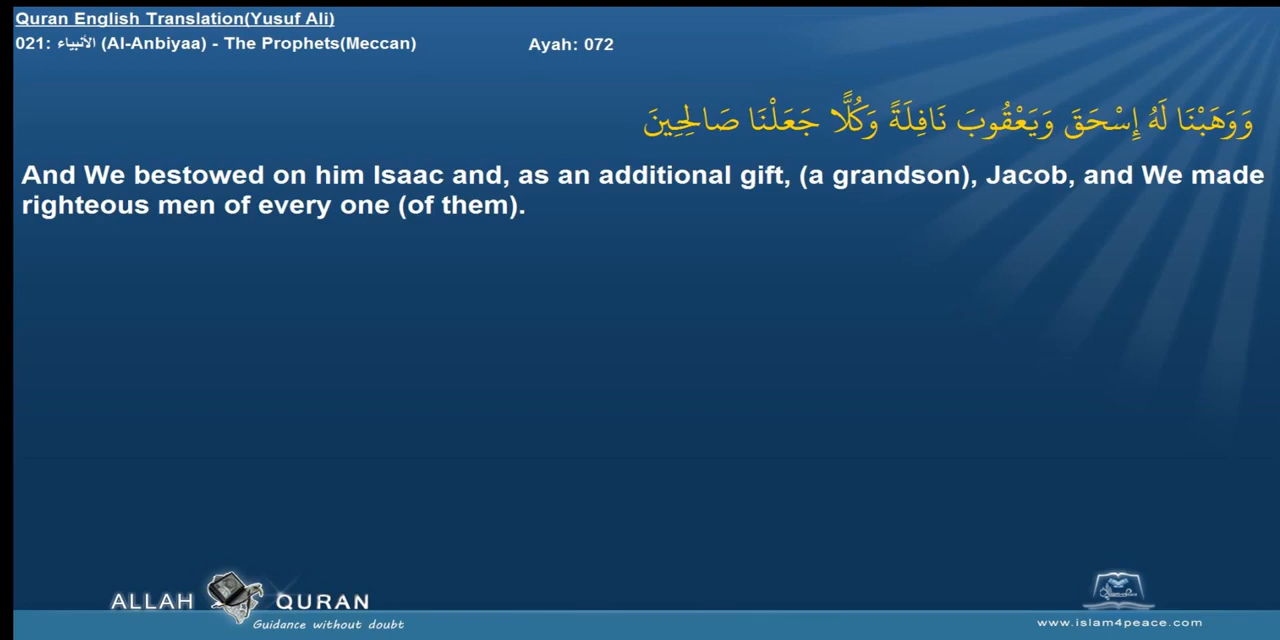 Quran English Translation(Yusuf Ali)
021: الأنبياء (Al-Anbiyaa) - The Prophets(Meccan) Ayah: 072
وَوَهَبْنَا لَهُ إِسْحَقَ وَيَعْقُوبَ نَافِلَةً وَكُلًّا جَعَلْنَا صَالِحِينَ
And We bestowed on him Isaac and, as an additional gift, (a grandson), Jacob, and We made
righteous men of every one (of them).
ALLAH QURAN
Guidance without doubt
www.islam4peace.com